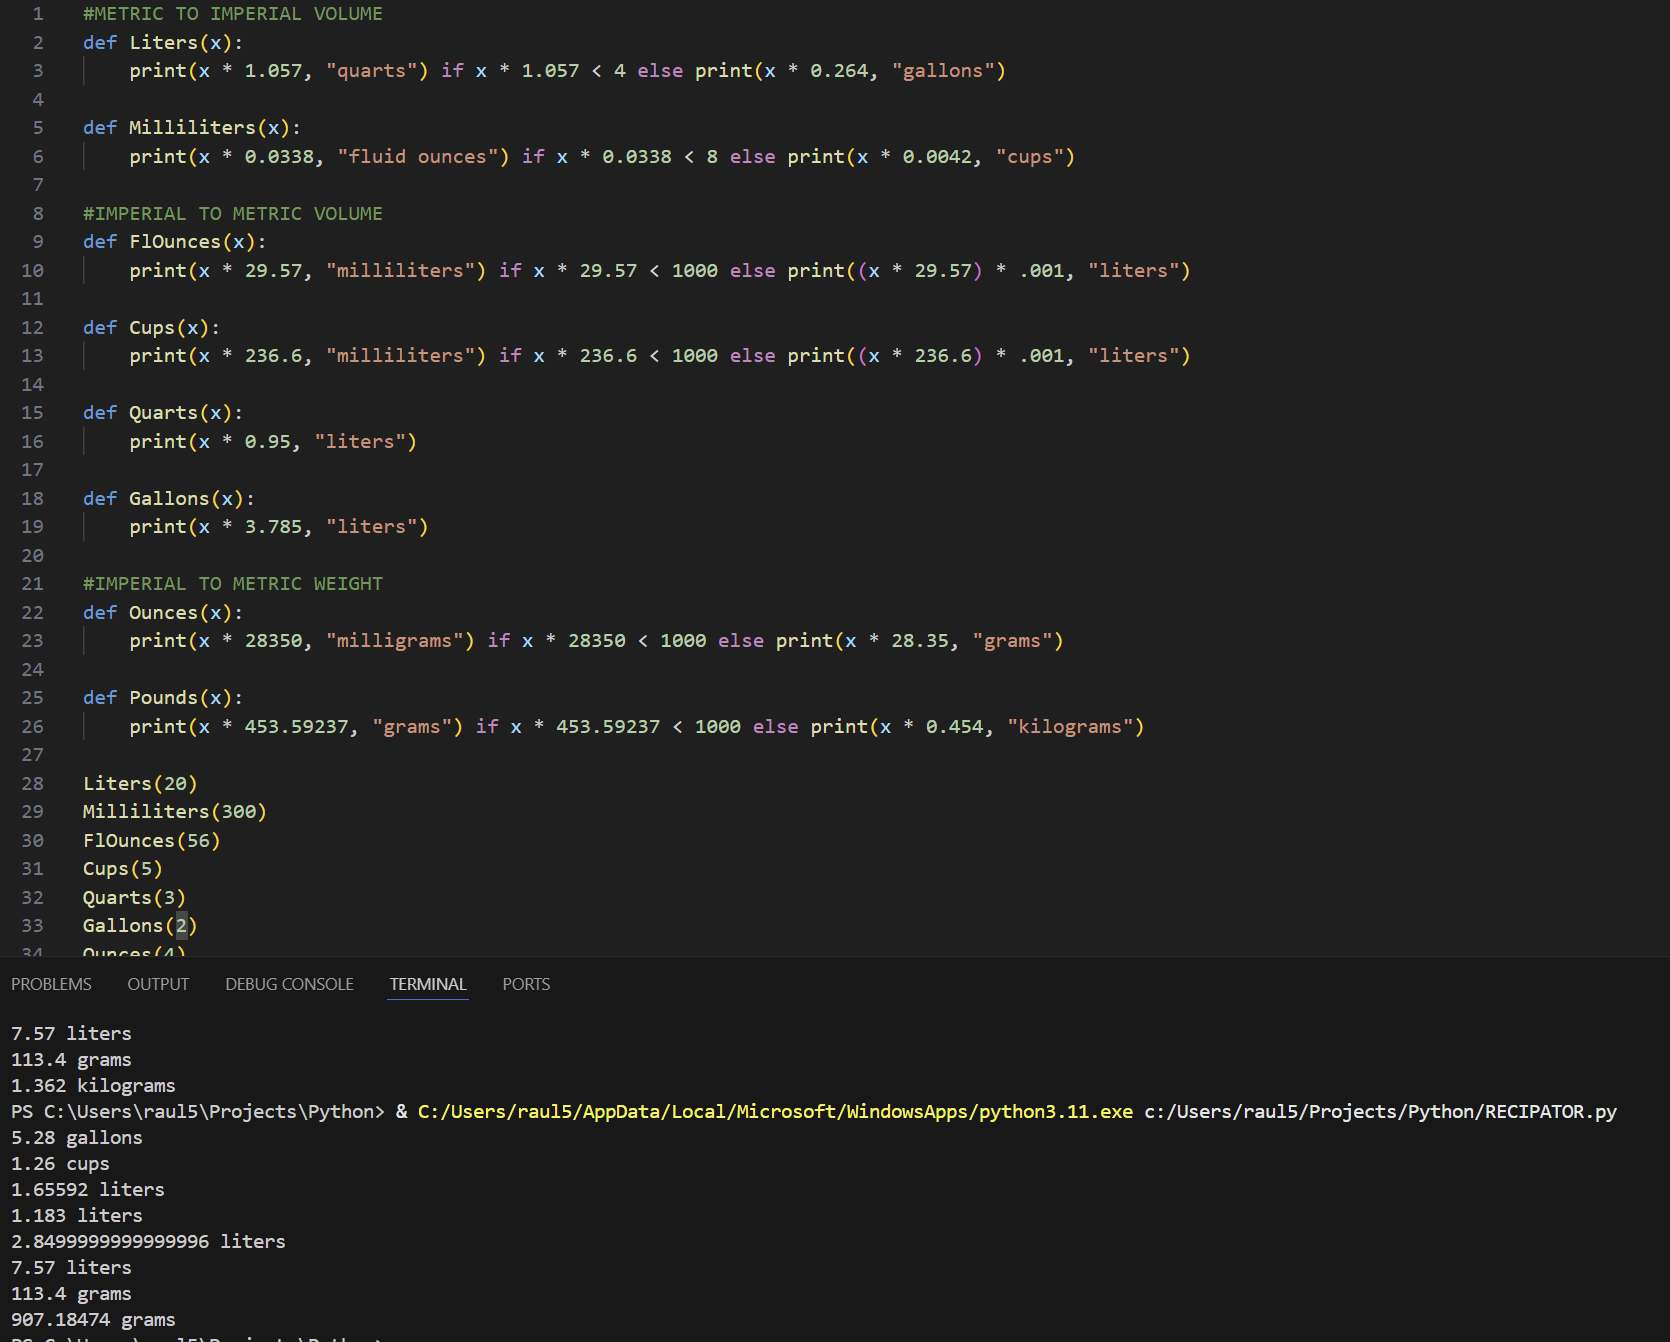 1 #METRIC TO IMPERIAL VOLUME
2 def Liters(x):
3 print(x * 1.057, "quarts") if x * 1.057 < 4 else print(x * 0.264, "gallons")
4
5 def Milliliters(x):
6 print(x * 0.0338, "fluid ounces") if x * 0.0338 < 8 else print(x * 0.0042, "cups")
7
8 #IMPERIAL TO METRIC VOLUME
9 def FlOunces(x):
10 print(x * 29.57, "milliliters") if x * 29.57 < 1000 else print((x * 29.57) * .001, "liters")
11
12 def Cups(x):
13 print(x * 236.6, "milliliters") if x * 236.6 < 1000 else print((x * 236.6) * .001, "liters")
14
15 def Quarts(x):
16 print(x * 0.95, "liters")
17
18 def Gallons(x):
19 print(x * 3.785, "liters")
20
21 #IMPERIAL TO METRIC WEIGHT
22 def Ounces(x):
23 print(x * 28350, "milligrams") if x * 28350 < 1000 else print(x * 28.35, "grams")
24
25 def Pounds(x):
26 print(x * 453.59237, "grams") if x * 453.59237 < 1000 else print(x * 0.454, "kilograms")
27
28 Liters(20)
29 Milliliters(300)
30 FlOunces(56)
31 Cups(5)
32 Quarts(3)
33 Gallons(2)
34 Ounces(4)
PROBLEMS OUTPUT DEBUG CONSOLE TERMINAL PORTS
7.57 liters
113.4 grams
1.362 kilograms
PS C:\Users\raul5\Projects\Python> & C:/Users/raul5/AppData/Local/Microsoft/WindowsApps/python3.11.exe c:/Users/raul5/Projects/Python/RECIPATOR.py
5.28 gallons
1.26 cups
1.65592 liters
1.183 liters
2.8499999999999996 liters
7.57 liters
113.4 grams
907.18474 grams
PS C:\Users\raul5\Projects\Python>